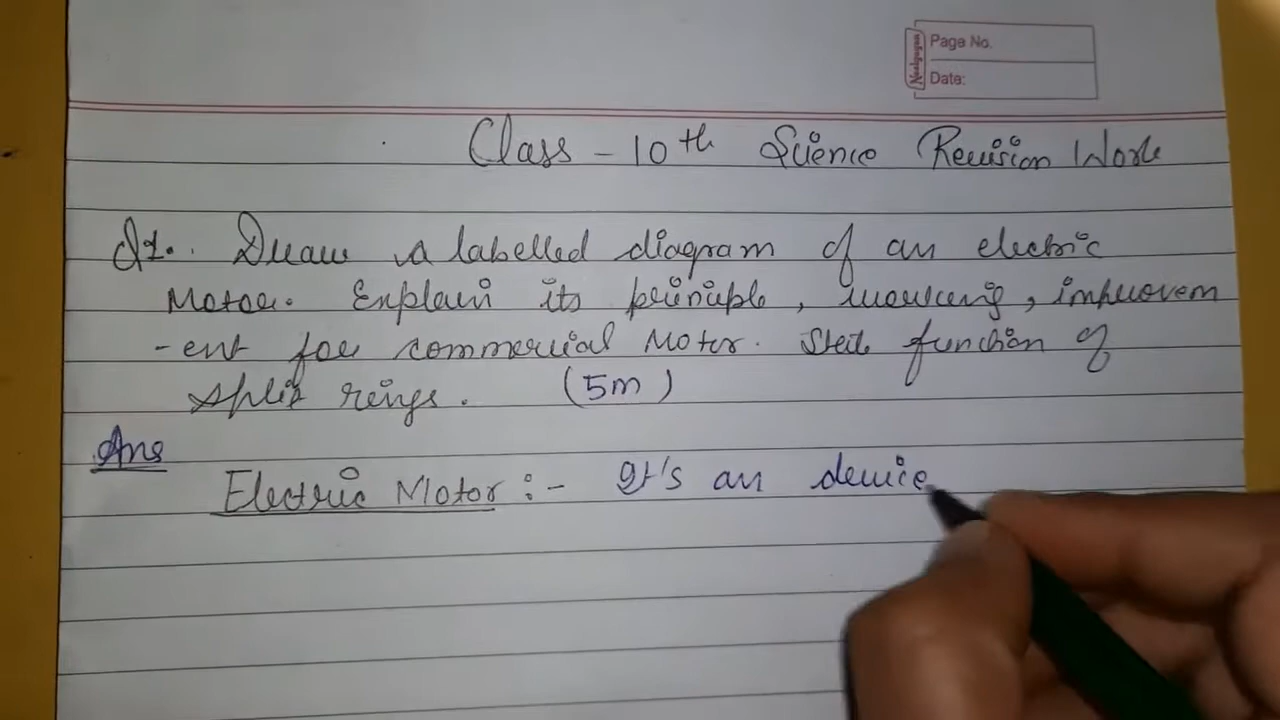 Page No.
Date:
Class - 10th Science Revision Work
Q1.. Draw a labelled diagram of an electric
Motor. Explain its principle, working, improvem
-ent for commercial Motor. State function of
split rings. (5m)
Ans
Electric Motor :- It's an device